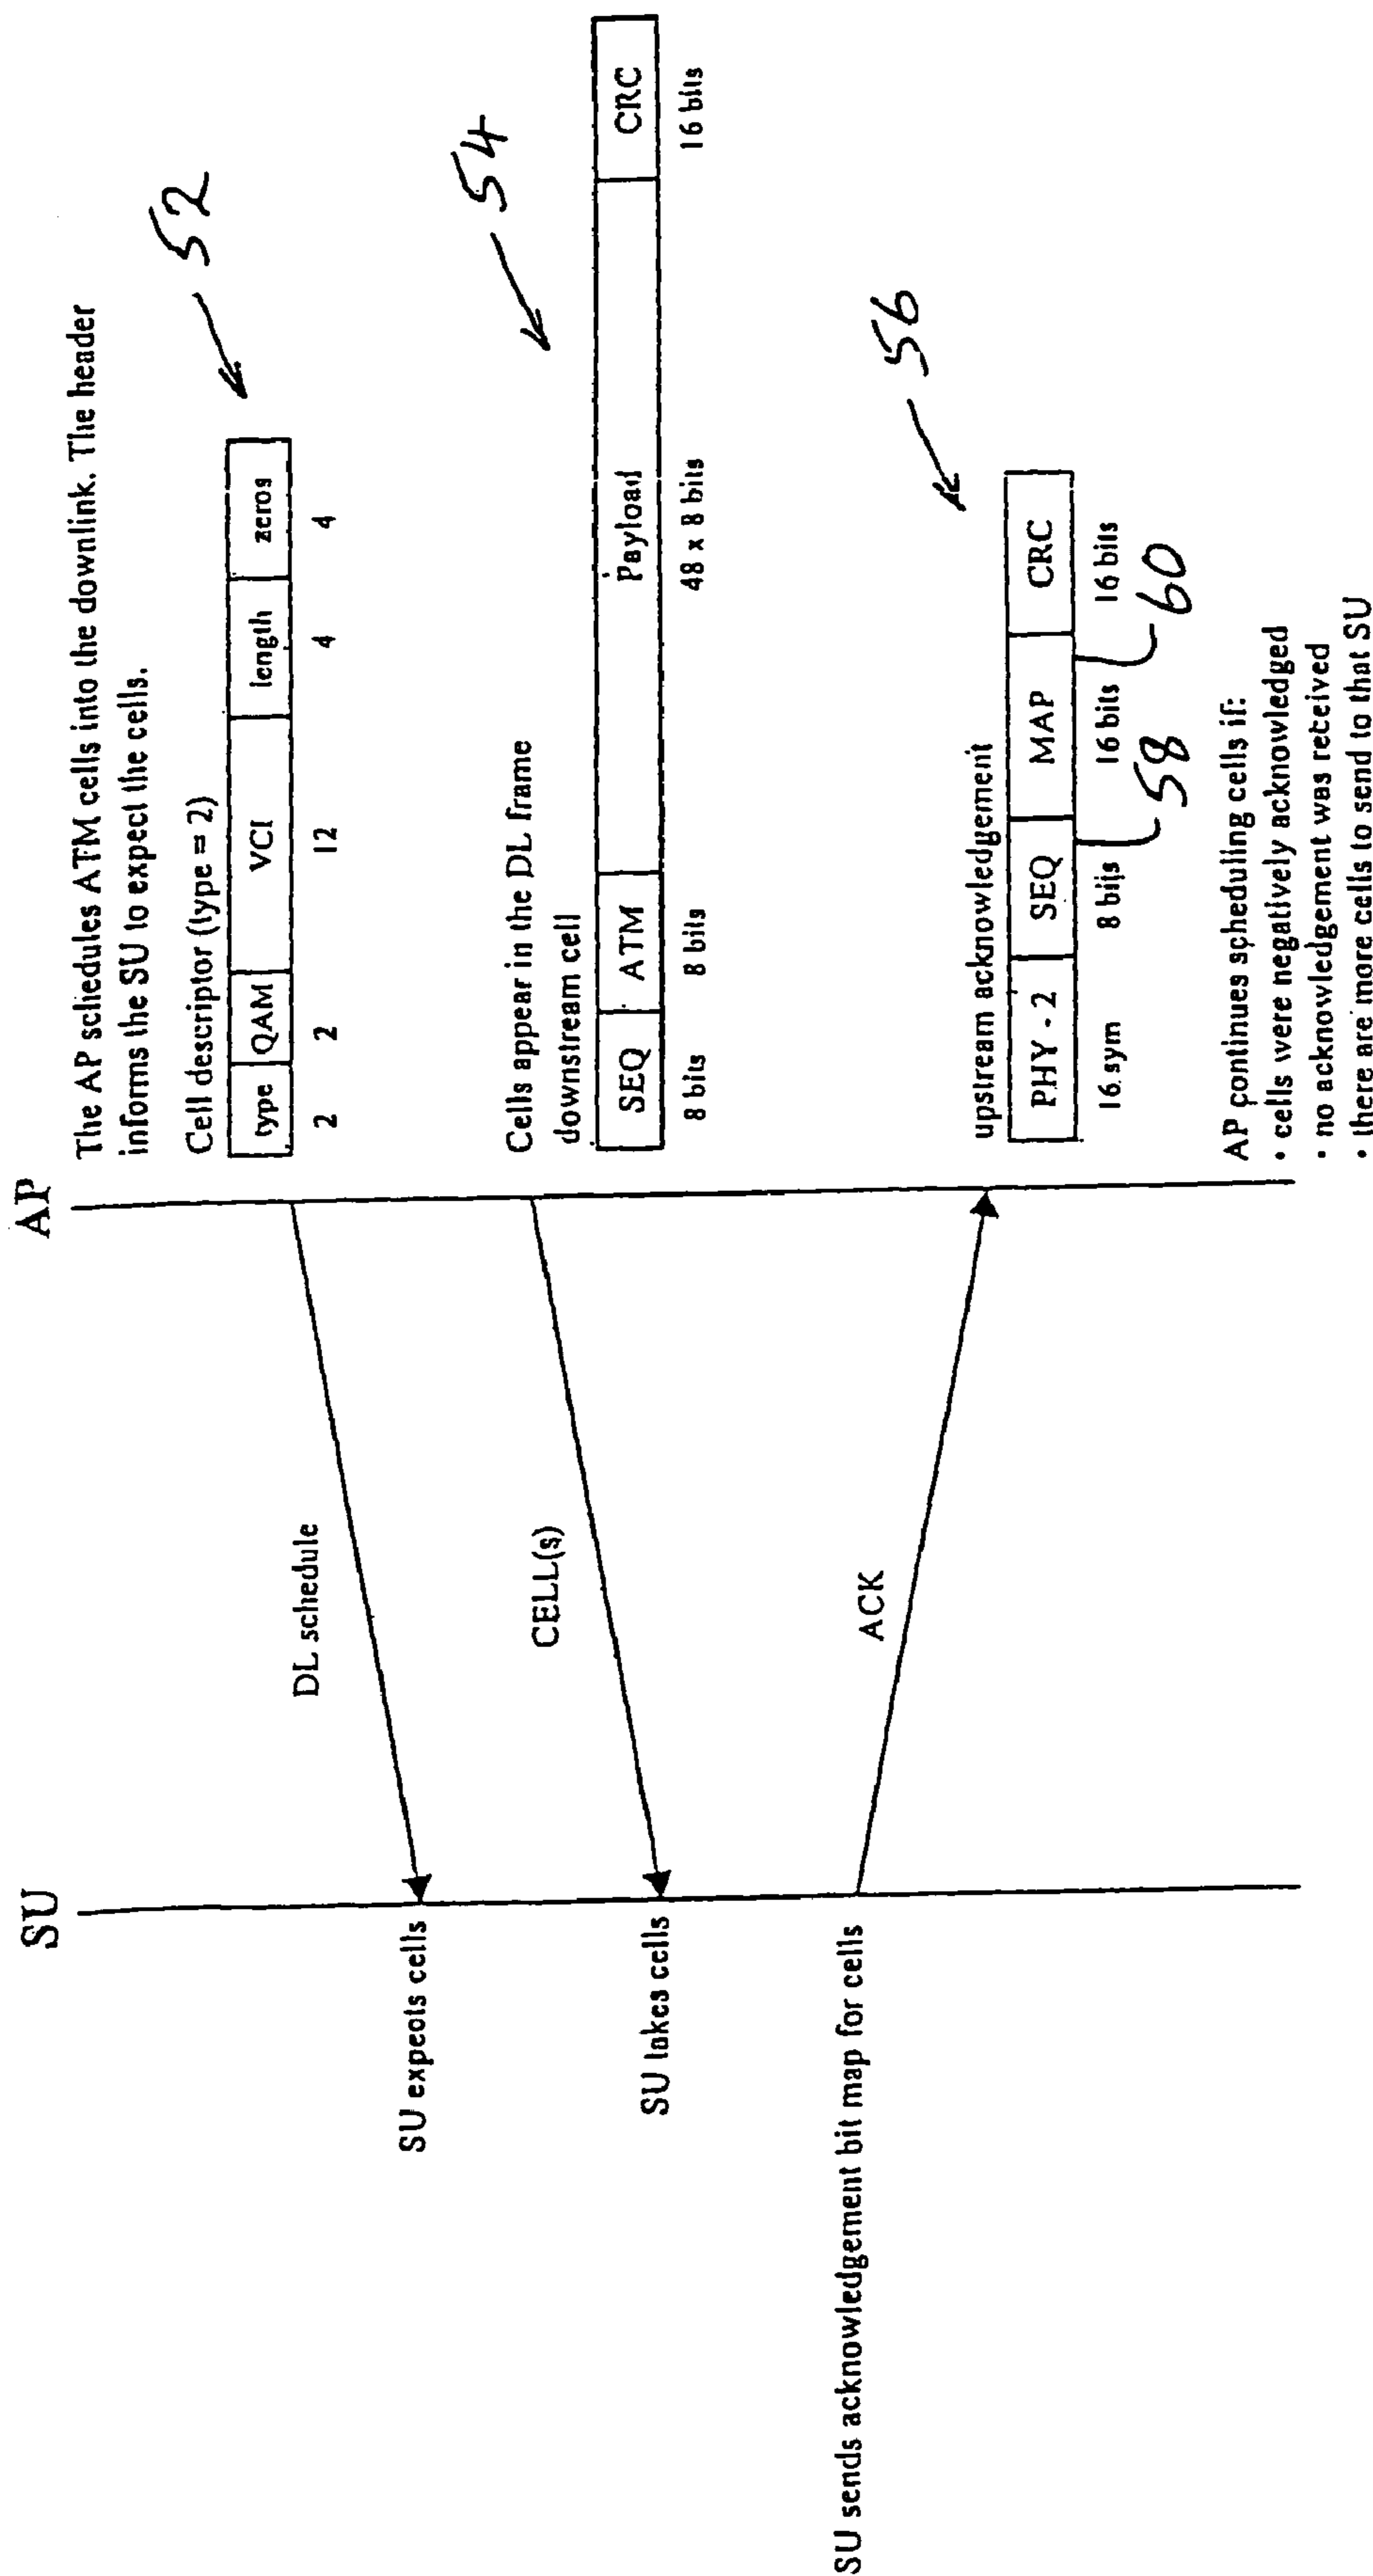 SU
AP
The AP schedules ATM cells into the downlink. The header
informs the SU to expect the cells.
Cell descriptor (type = 2)
52
type QAM VCI length zeros
2 2 12 4 4
DL schedule
SU expects cells
Cells appear in the DL frame
downstream cell
54
SEQ ATM Payload CRC
8 bits 8 bits 48 x 8 bits 16 bits
CELL(s)
SU takes cells
ACK
SU sends acknowledgement bit map for cells
upstream acknowledgement
56
PHY - 2 SEQ MAP CRC
16 sym 8 bits 16 bits 16 bits
58 60
AP continues scheduling cells if:
• cells were negatively acknowledged
• no acknowledgement was received
• there are more cells to send to that SU